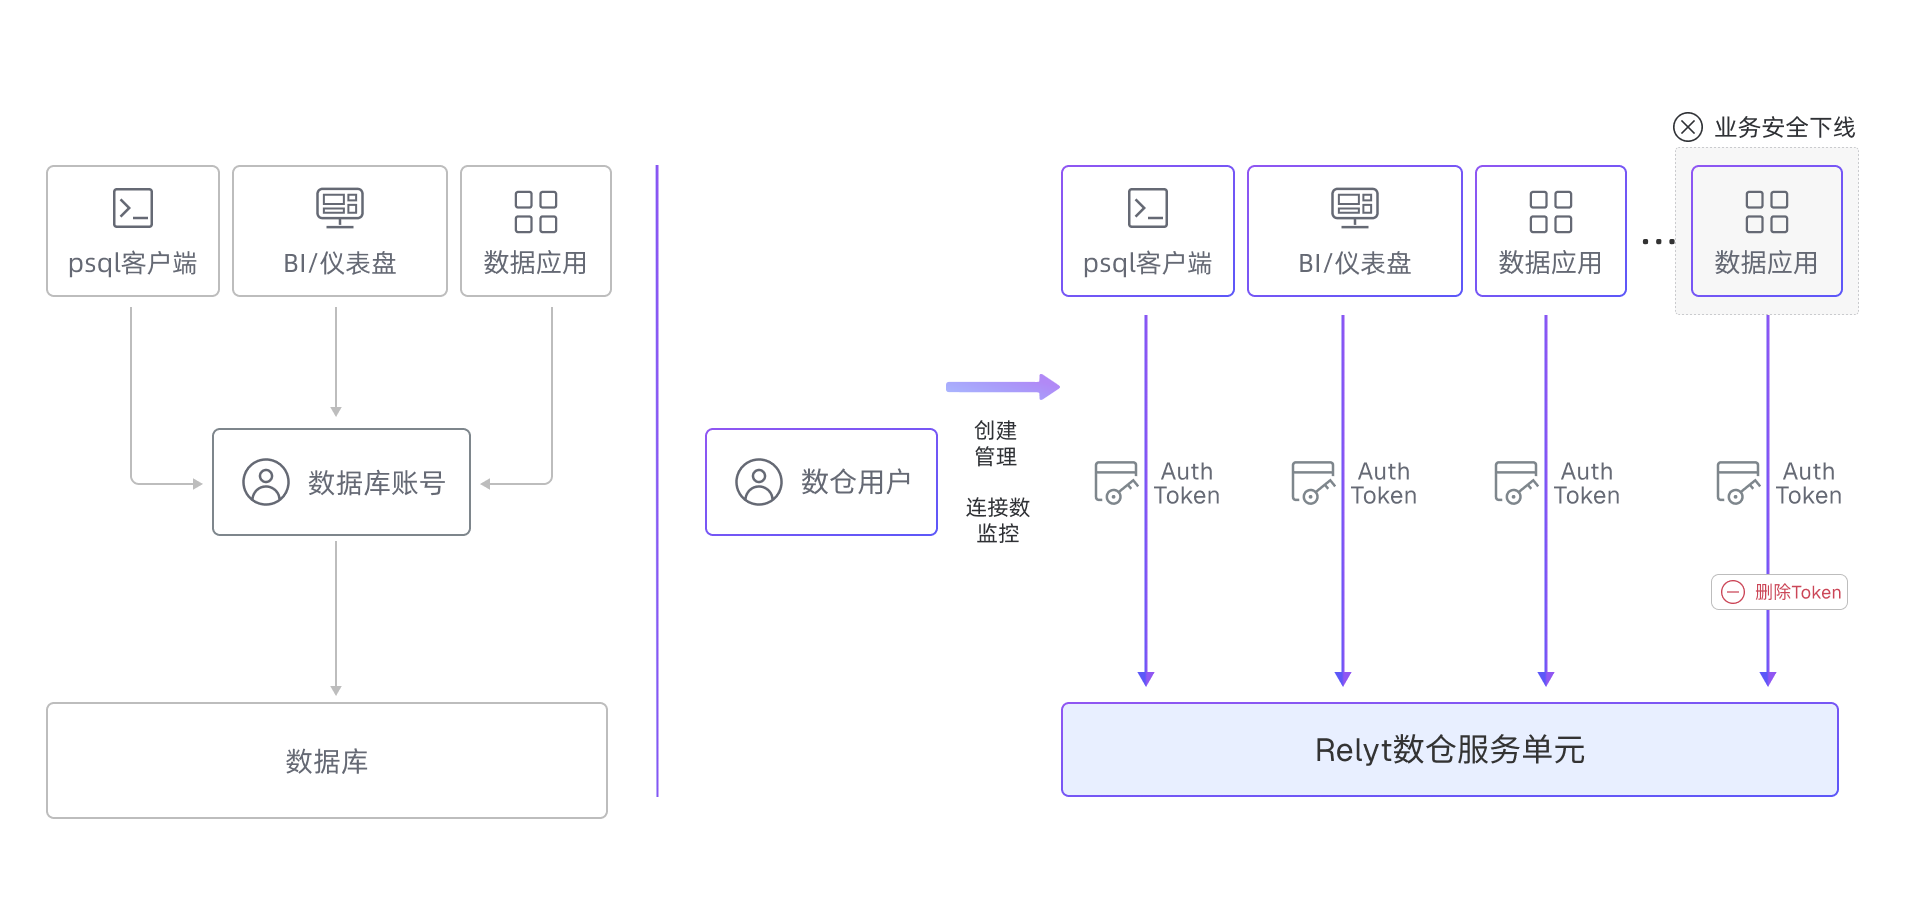 psql客户端
BI/仪表盘
数据应用
数据库账号
数据库
数仓用户
创建
管理
连接数
监控
业务安全下线
psql客户端
BI/仪表盘
数据应用
...
数据应用
Auth
Token
Auth
Token
Auth
Token
Auth
Token
删除Token
Relyt数仓服务单元